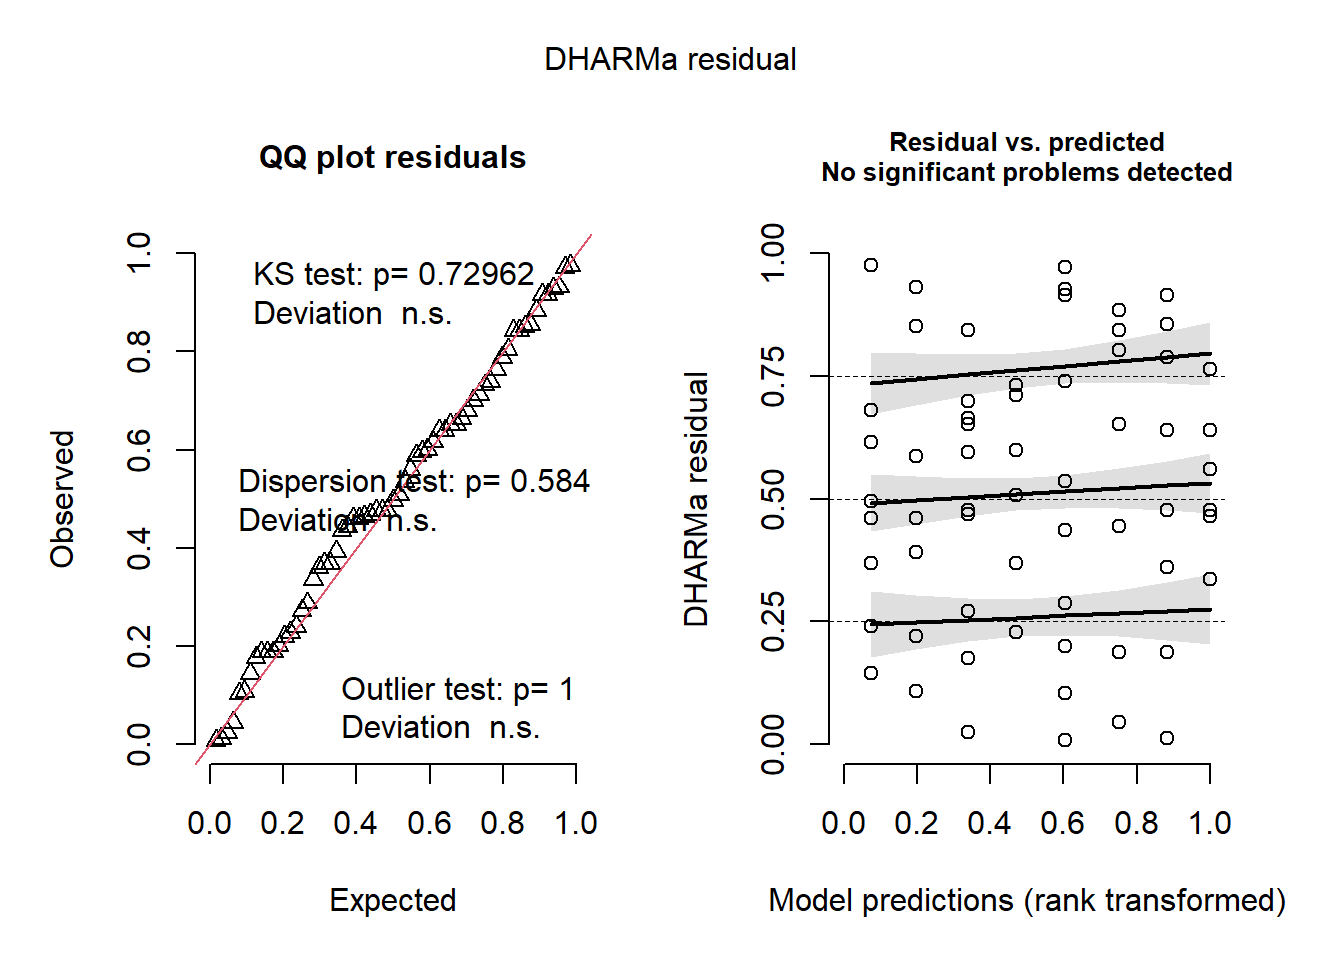 DHARMa residual
QQ plot residuals
KS test: p= 0.72962
Deviation  n.s.
Dispersion test: p= 0.584
Deviation  n.s.
Outlier test: p= 1
Deviation  n.s.
Observed
0.0 0.2 0.4 0.6 0.8 1.0
0.0 0.2 0.4 0.6 0.8 1.0
Expected
Residual vs. predicted
No significant problems detected
DHARMa residual
0.00 0.25 0.50 0.75 1.00
0.0 0.2 0.4 0.6 0.8 1.0
Model predictions (rank transformed)